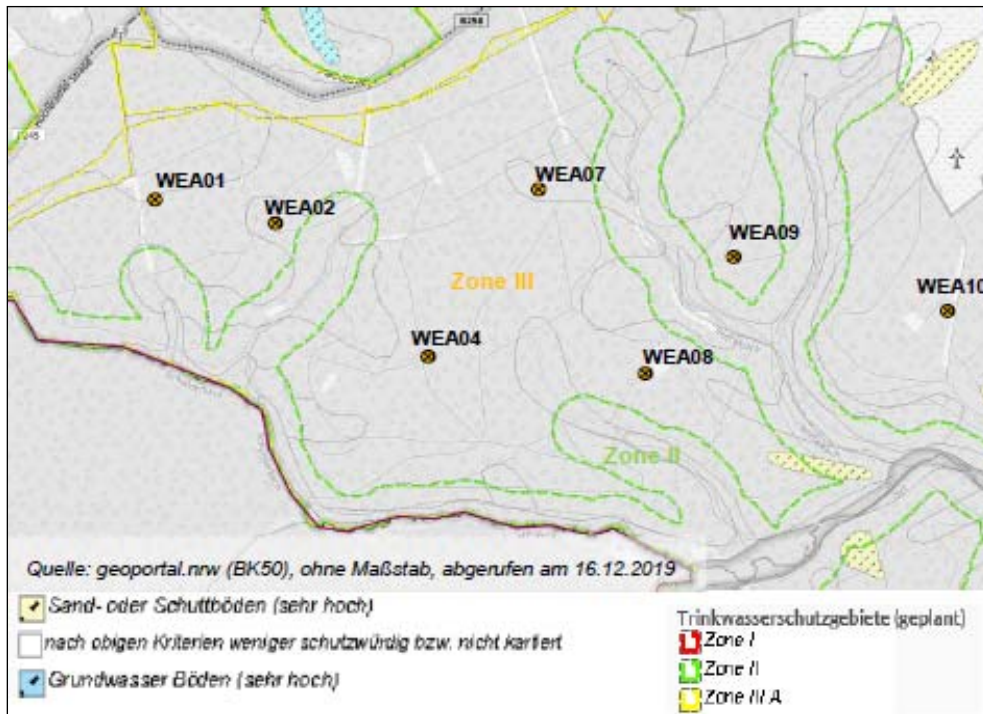 B258
WEA01
WEA02
WEA07
WEA09
WEA10
Zone III
WEA04
WEA08
Zone II
Quelle: geoportal.nrw (BK50), ohne Maßstab, abgerufen am 16.12.2019
Sand- oder Schuttböden (sehr hoch)
nach obigen Kriterien weniger schutzwürdig bzw. nicht kartiert
Grundwasser Böden (sehr hoch)
Trinkwasserschutzgebiete (geplant)
Zone I
Zone II
Zone III A